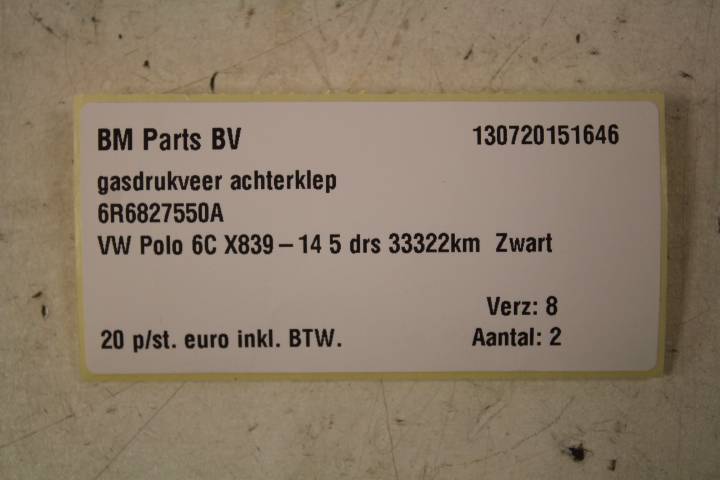 BM Parts BV 130720151646
gasdrukveer achterklep
6R6827550A
VW Polo 6C X839 – 14 5 drs 33322km Zwart
Verz: 8
20 p/st. euro inkl. BTW. Aantal: 2